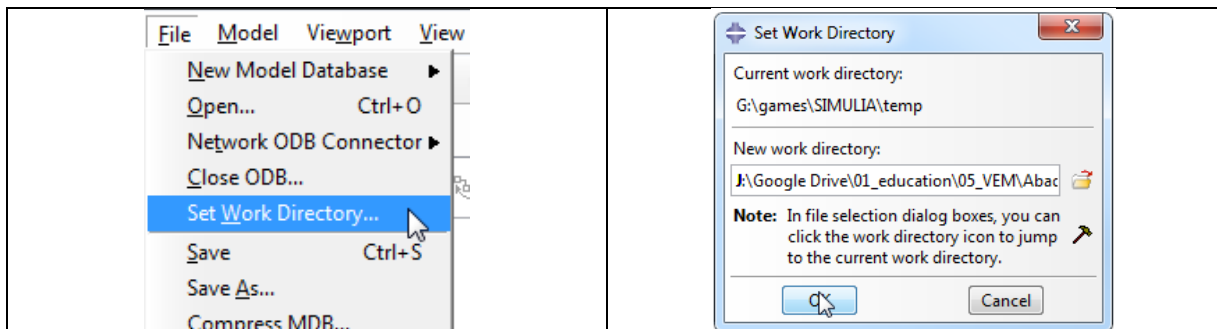 File Model Viewport View
New Model Database
Open... Ctrl+O
Network ODB Connector
Close ODB...
Set Work Directory...
Save Ctrl+S
Save As...
Compress MDB...
Set Work Directory
Current work directory:
G:\games\SIMULIA\temp
New work directory:
J:\Google Drive\01_education\05_VEM\Abac
Note: In file selection dialog boxes, you can
click the work directory icon to jump
to the current work directory.
OK Cancel